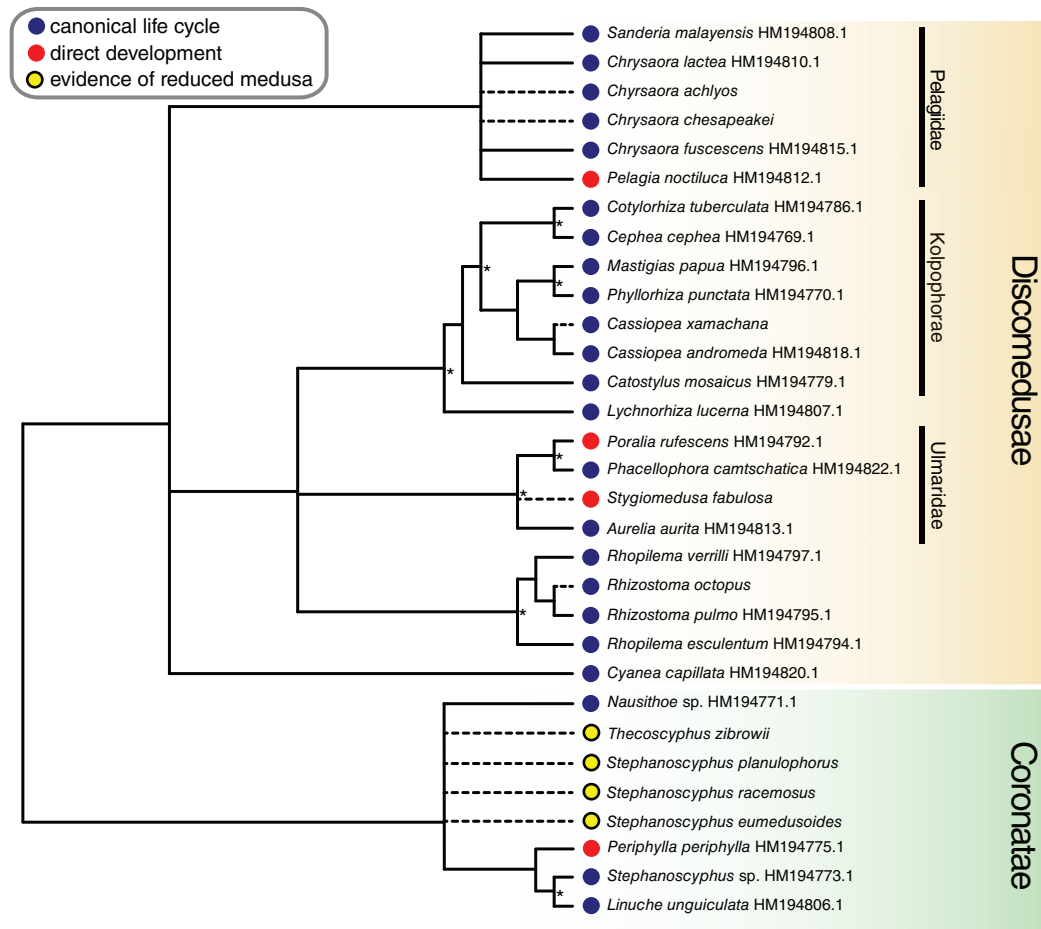 canonical life cycle
direct development
evidence of reduced medusa
Sanderia malayensis HM194808.1
Chrysaora lactea HM194810.1
Chyrsaora achlyos
Chrysaora chesapeakei
Chrysaora fuscescens HM194815.1
Pelagia noctiluca HM194812.1
Pelagiidae
Cotylorhiza tuberculata HM194786.1
Cephea cephea HM194769.1
*
Mastigias papua HM194796.1
*
Phyllorhiza punctata HM194770.1
*
Cassiopea xamachana
Cassiopea andromeda HM194818.1
Catostylus mosaicus HM194779.1
*
Lychnorhiza lucerna HM194807.1
Kolpophorae
Poralia rufescens HM194792.1
*
Phacellophora camtschatica HM194822.1
Stygiomedusa fabulosa
*
Aurelia aurita HM194813.1
Ulmaridae
Rhopilema verrilli HM194797.1
Rhizostoma octopus
Rhizostoma pulmo HM194795.1
*
Rhopilema esculentum HM194794.1
Cyanea capillata HM194820.1
Discomedusae
Nausithoe sp. HM194771.1
Thecoscyphus zibrowii
Stephanoscyphus planulophorus
Stephanoscyphus racemosus
Stephanoscyphus eumedusoides
Periphylla periphylla HM194775.1
Stephanoscyphus sp. HM194773.1
*
Linuche unguiculata HM194806.1
Coronatae